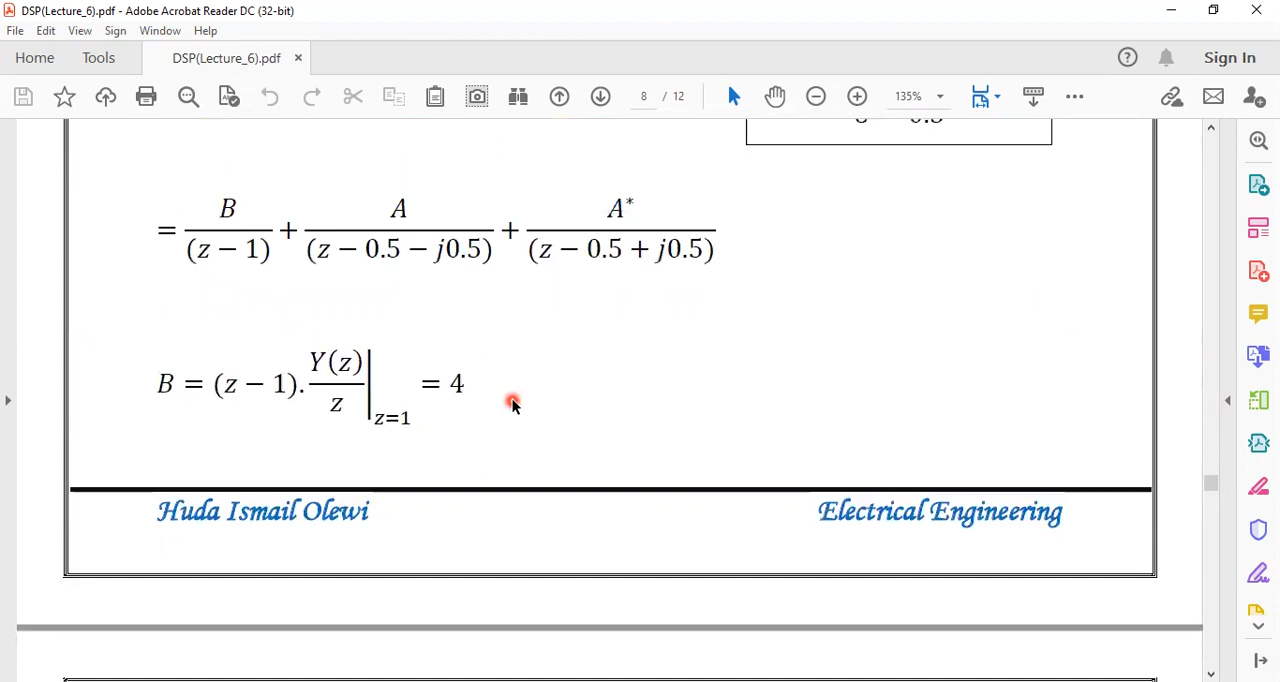 DSP(Lecture_6).pdf - Adobe Acrobat Reader DC (32-bit)
File Edit View Sign Window Help
Home Tools DSP(Lecture_6).pdf × Sign In
8 / 12 135%
= B/(z − 1) + A/(z − 0.5 − j0.5) + A*/(z − 0.5 + j0.5)
B = (z − 1). Y(z)/z |z=1 = 4
Huda Ismail Olewi Electrical Engineering